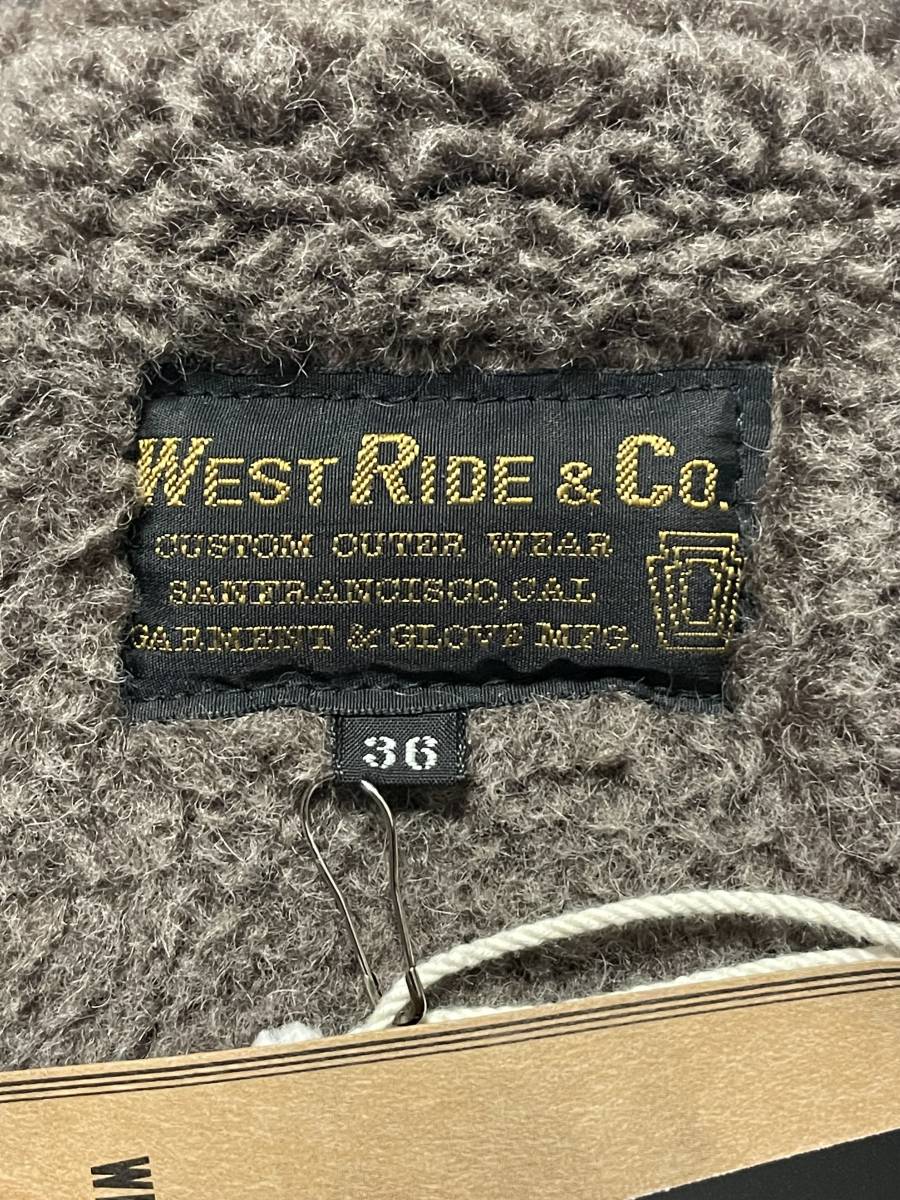 WEST RIDE & CO.
CUSTOM OUTER WEAR
SANFRANCISCO, CAL
GARMENT & GLOVE MFG.
36